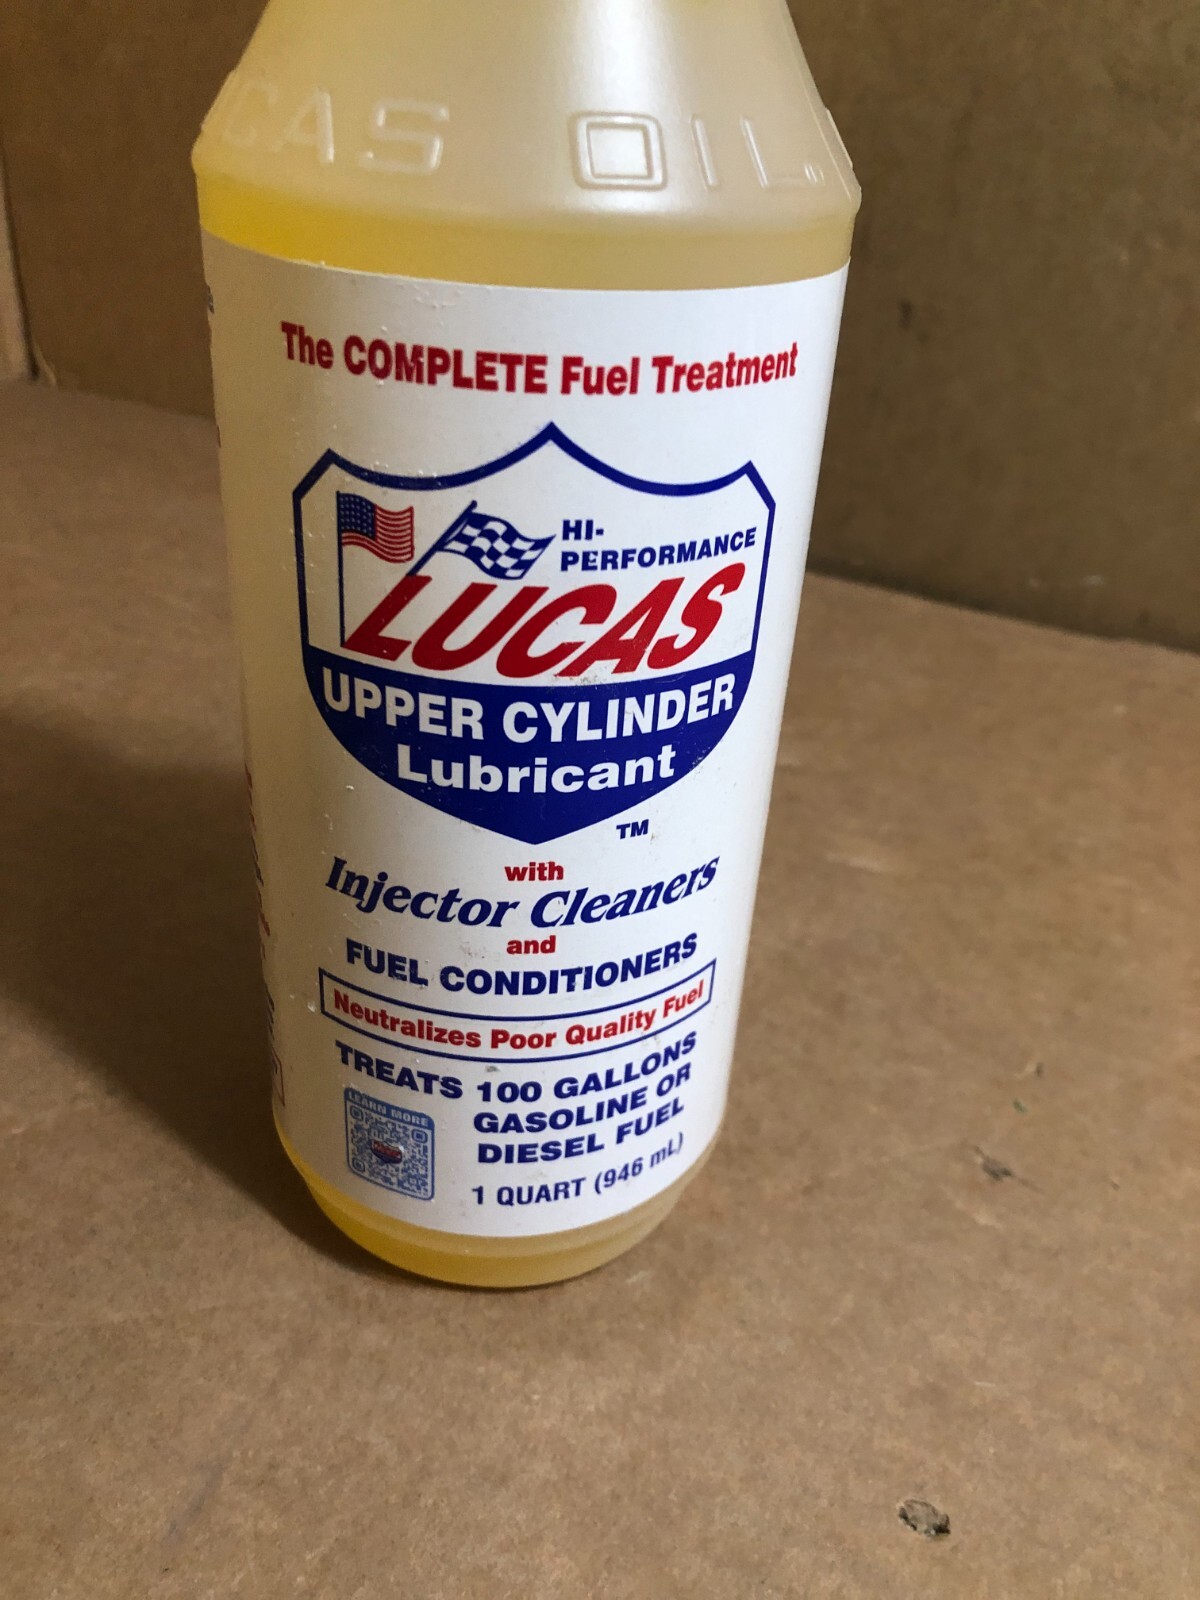 CAS OIL
The COMPLETE Fuel Treatment
HI-
PERFORMANCE
LUCAS
UPPER CYLINDER
Lubricant
TM
with
Injector Cleaners
and
FUEL CONDITIONERS
Neutralizes Poor Quality Fuel
TREATS 100 GALLONS
GASOLINE OR
DIESEL FUEL
LEARN MORE
1 QUART (946 mL)